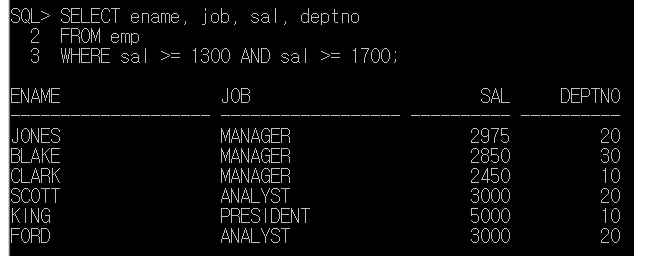 SQL> SELECT ename, job, sal, deptno
2 FROM emp
3 WHERE sal >= 1300 AND sal >= 1700;
ENAME JOB SAL DEPTNO
-------------------- ------------------ ---------- ----------
JONES MANAGER 2975 20
BLAKE MANAGER 2850 30
CLARK MANAGER 2450 10
SCOTT ANALYST 3000 20
KING PRESIDENT 5000 10
FORD ANALYST 3000 20